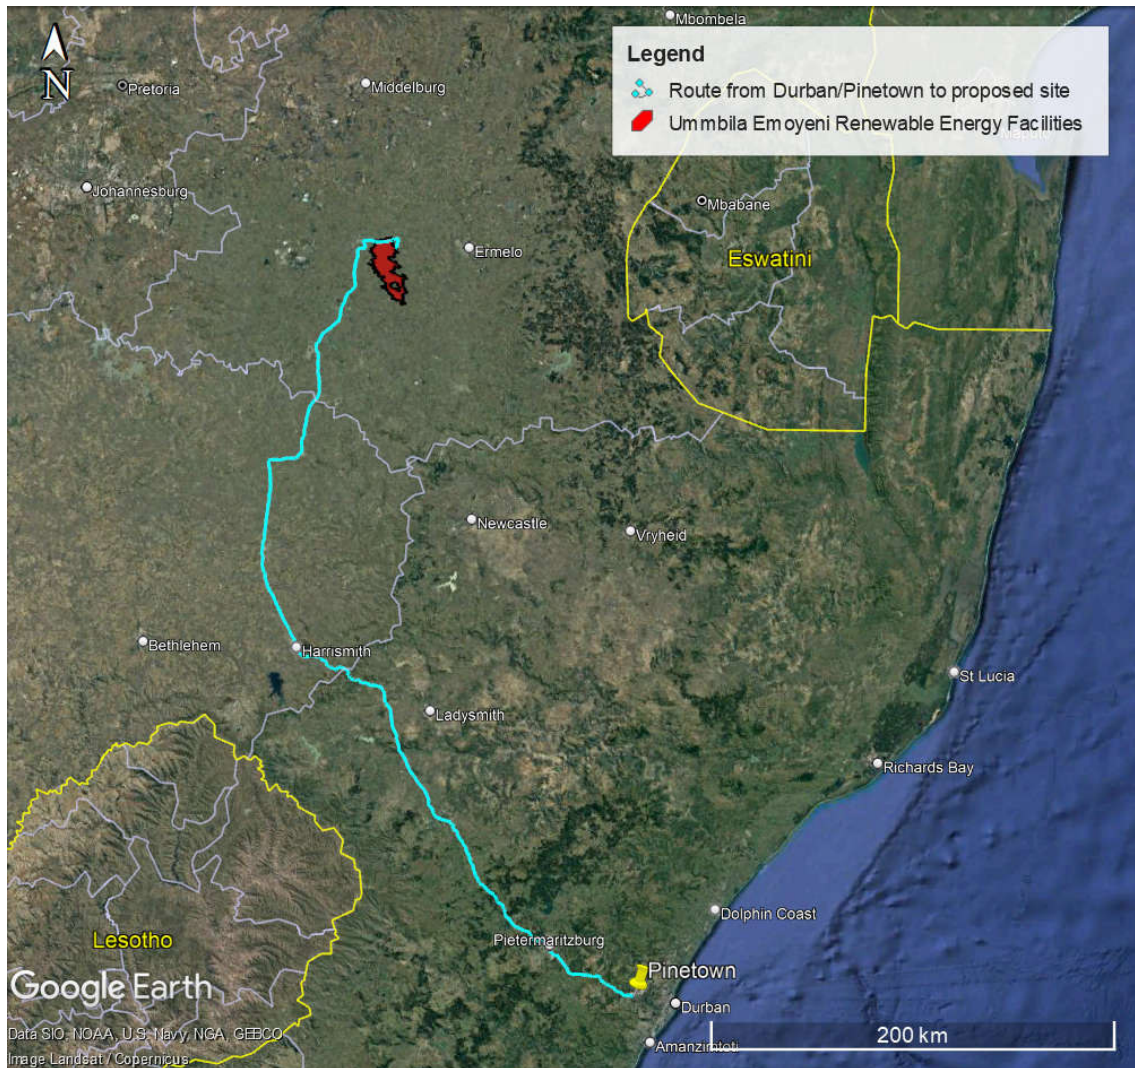 Mbombela
Legend
Route from Durban/Pinetown to proposed site
Ummbila Emoyeni Renewable Energy Facilities
N
Pretoria
Middelburg
Maputo
Johannesburg
Mbabane
Ermelo
Eswatini
Newcastle
Vryheid
Bethlehem
Harrismith
St Lucia
Ladysmith
Richards Bay
Dolphin Coast
Lesotho
Pietermaritzburg
Pinetown
Google Earth
Durban
Data SIO, NOAA, U.S. Navy, NGA, GEBCO
200 km
Amanzimtoti
Image Landsat / Copernicus